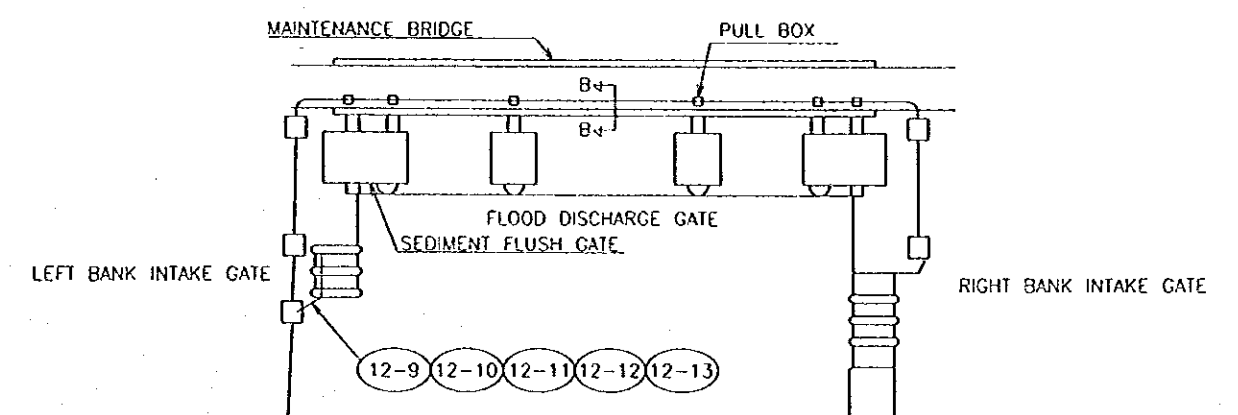 MAINTENANCE BRIDGE
PULL BOX
B
B
FLOOD DISCHARGE GATE
SEDIMENT FLUSH GATE
LEFT BANK INTAKE GATE
RIGHT BANK INTAKE GATE
12-9 12-10 12-11 12-12 12-13